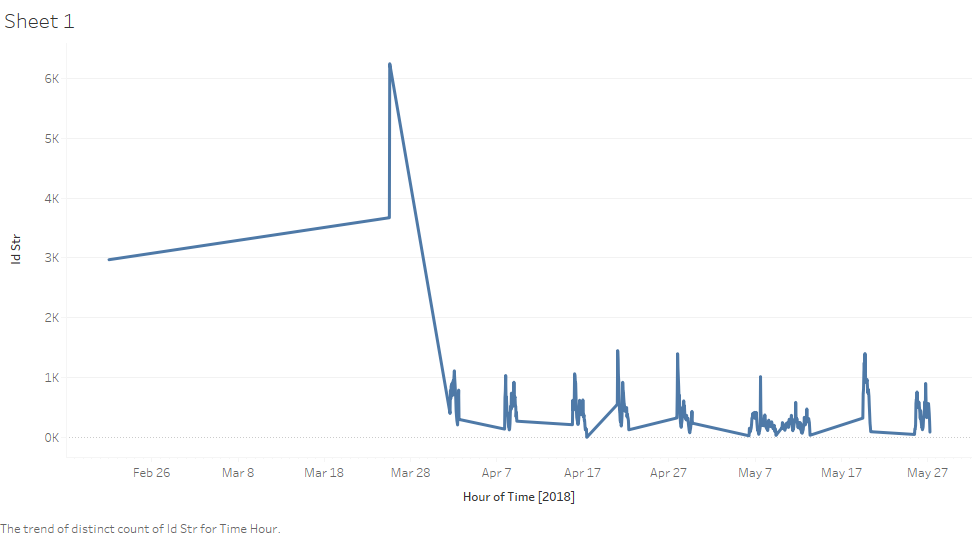 Sheet 1
6K
5K
4K
3K
2K
1K
0K
Id Str
Feb 26 Mar 8 Mar 18 Mar 28 Apr 7 Apr 17 Apr 27 May 7 May 17 May 27
Hour of Time [2018]
The trend of distinct count of Id Str for Time Hour.